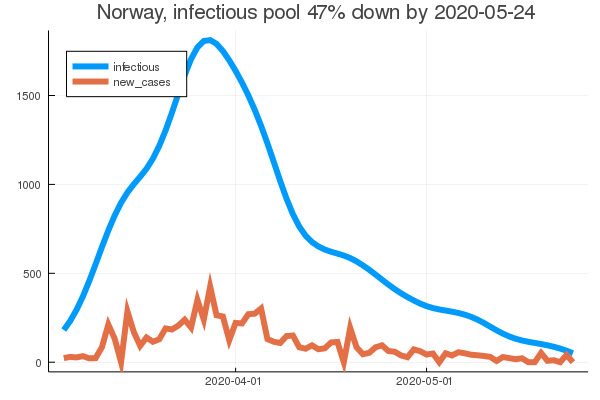 Norway, infectious pool 47% down by 2020-05-24
infectious
new_cases
1500
1000
500
0
2020-04-01
2020-05-01